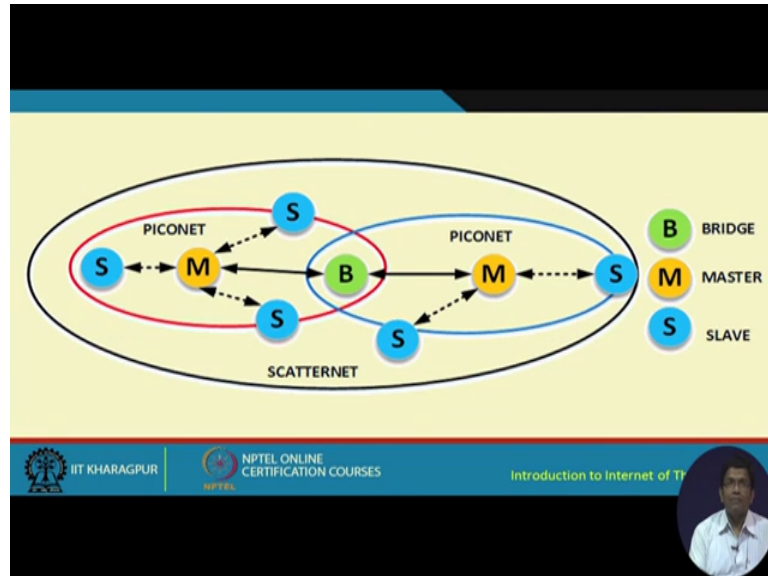 S
PICONET
PICONET
S
M
B
M
S
S
S
SCATTERNET
B BRIDGE
M MASTER
S SLAVE
IIT KHARAGPUR
NPTEL
NPTEL ONLINE
CERTIFICATION COURSES
Introduction to Internet of Th